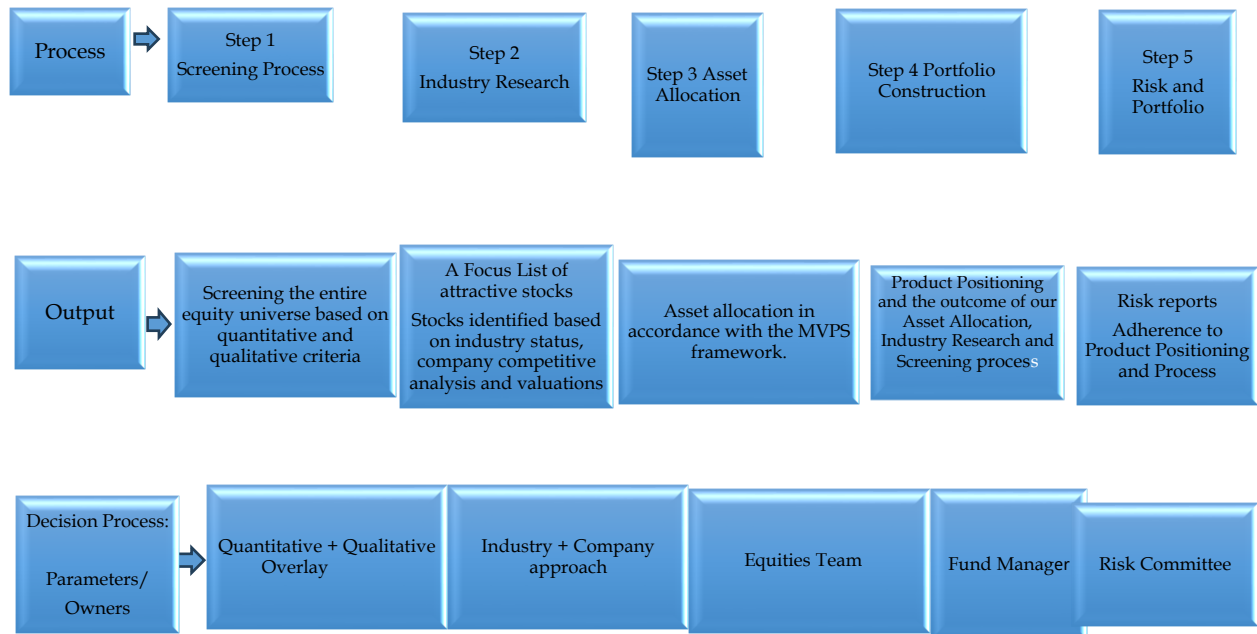 Process
Step 1
Screening Process
Step 2
Industry Research
Step 3 Asset
Allocation
Step 4 Portfolio
Construction
Step 5
Risk and
Portfolio
Output
Screening the entire
equity universe based on
quantitative and
qualitative criteria
A Focus List of
attractive stocks
Stocks identified based
on industry status,
company competitive
analysis and valuations
Asset allocation in
accordance with the MVPS
framework.
Product Positioning
and the outcome of our
Asset Allocation,
Industry Research and
Screening process
Risk reports
Adherence to
Product Positioning
and Process
Decision Process:
Parameters/
Owners
Quantitative + Qualitative
Overlay
Industry + Company
approach
Equities Team
Fund Manager
Risk Committee